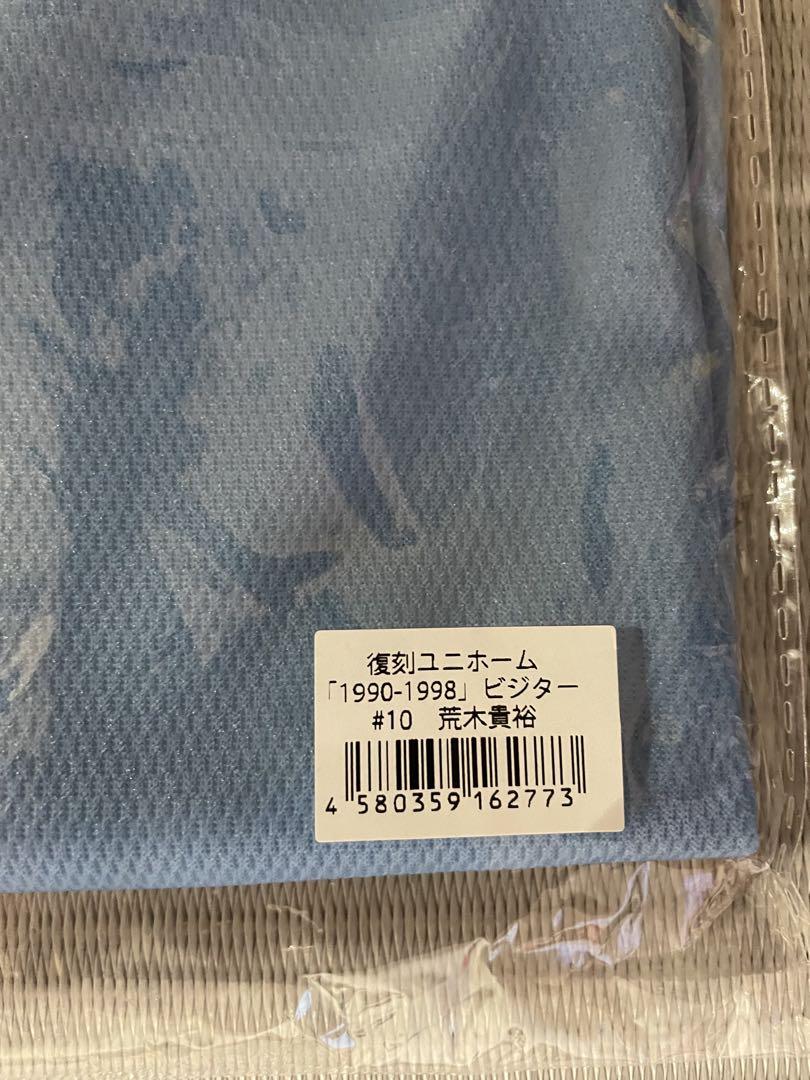 復刻ユニホーム
「1990-1998」ビジター
#10　荒木貴裕
4 580359 162773